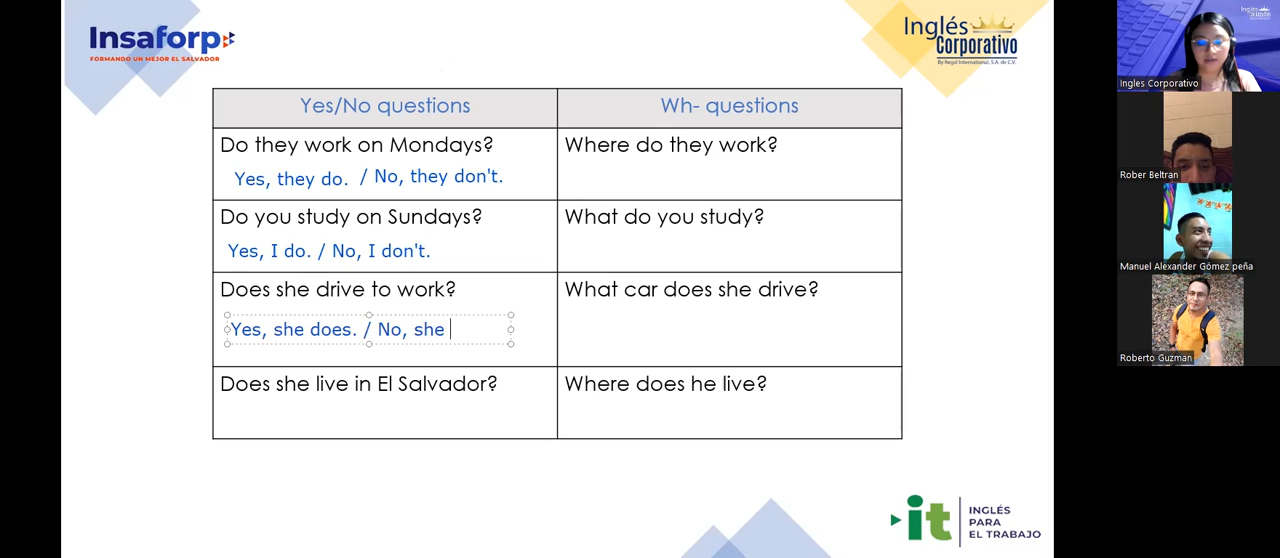 Insaforp
FORMANDO UN MEJOR EL SALVADOR
Inglés
Corporativo
By Regal International, S.A. de C.V.
Yes/No questions
Wh- questions
Do they work on Mondays?
Yes, they do. / No, they don't.
Where do they work?
Do you study on Sundays?
Yes, I do. / No, I don't.
What do you study?
Does she drive to work?
Yes, she does. / No, she
What car does she drive?
Does she live in El Salvador?
Where does he live?
it
INGLÉS
PARA
EL TRABAJO
Ingles Corporativo
Rober Beltran
Manuel Alexander Gómez peña
Roberto Guzman